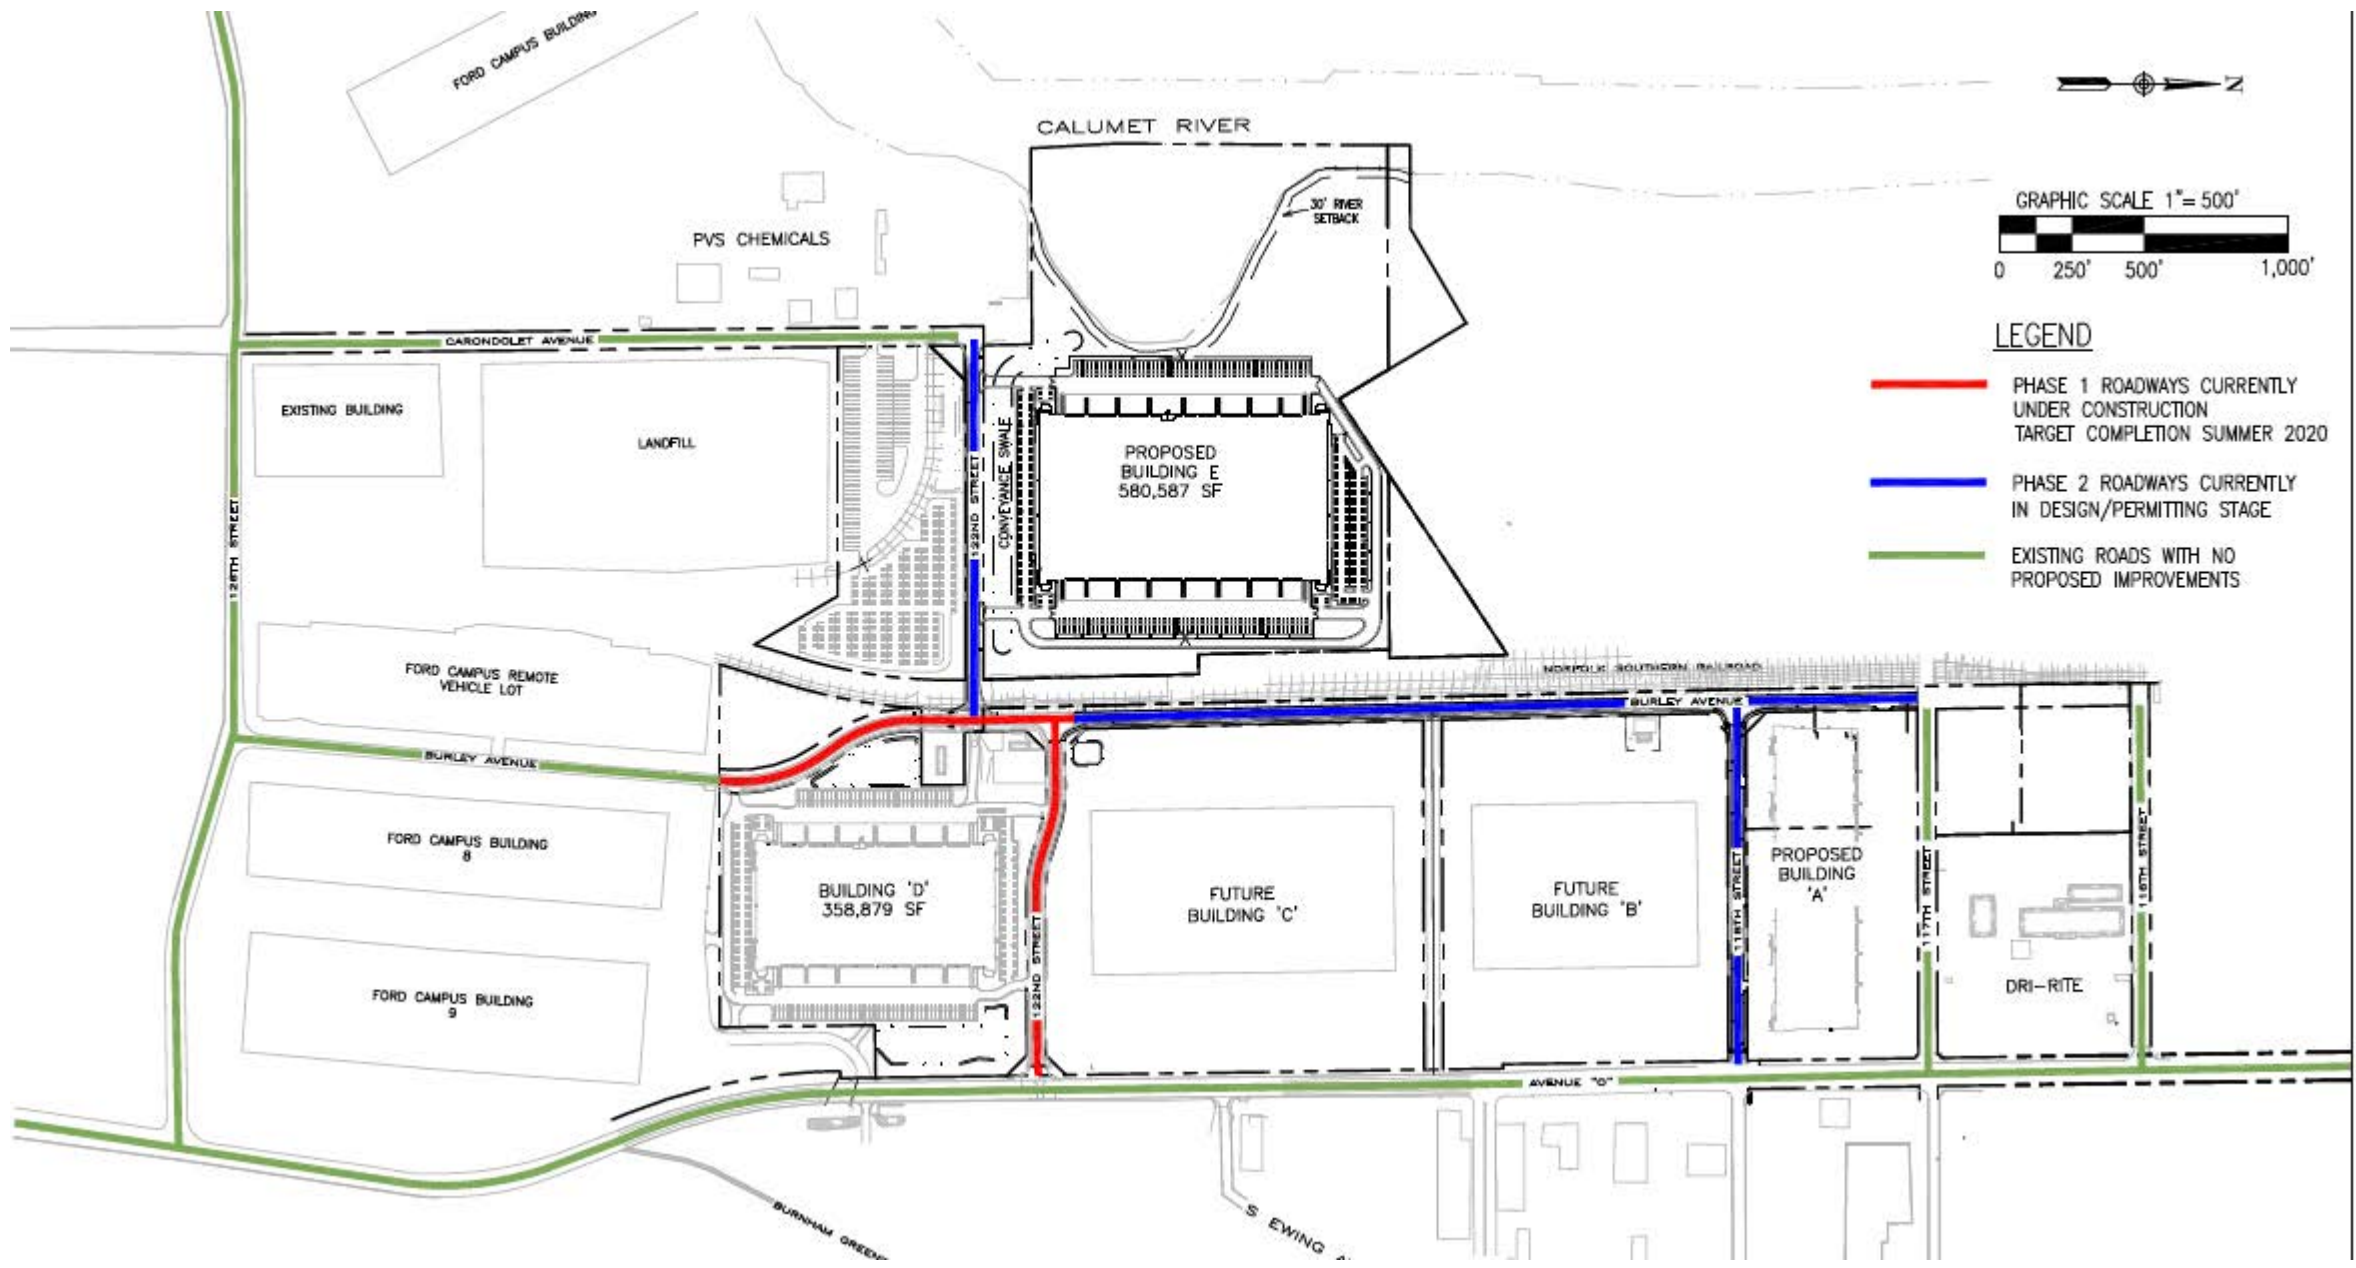 FORD CAMPUS BUILDING
N
CALUMET RIVER
GRAPHIC SCALE 1"= 500'
0 250' 500' 1,000'
30' RIVER
SETBACK
PVS CHEMICALS
LEGEND
PHASE 1 ROADWAYS CURRENTLY
UNDER CONSTRUCTION
TARGET COMPLETION SUMMER 2020
PHASE 2 ROADWAYS CURRENTLY
IN DESIGN/PERMITTING STAGE
EXISTING ROADS WITH NO
PROPOSED IMPROVEMENTS
CARONDOLET AVENUE
EXISTING BUILDING
LANDFILL
126TH STREET
122ND STREET
CONVEYANCE SWALE
PROPOSED
BUILDING E
580,587 SF
FORD CAMPUS REMOTE
VEHICLE LOT
NORFOLK SOUTHERN RAILROAD
BURLEY AVENUE
BURLEY AVENUE
FORD CAMPUS BUILDING
8
FORD CAMPUS BUILDING
9
BUILDING 'D'
358,879 SF
122ND STREET
FUTURE
BUILDING 'C'
FUTURE
BUILDING 'B'
118TH STREET
PROPOSED
BUILDING
'A'
117TH STREET
116TH STREET
DRI-RITE
AVENUE "O"
BURNHAM
S EWING